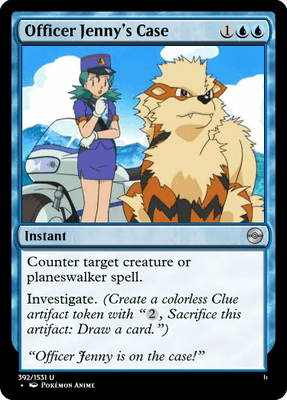 Officer Jenny's Case 1
Instant
Counter target creature or
planeswalker spell.
Investigate. (Create a colorless Clue
artifact token with “2, Sacrifice this
artifact: Draw a card.”)
“Officer Jenny is on the case!”
392/1531 U
Pokémon Anime